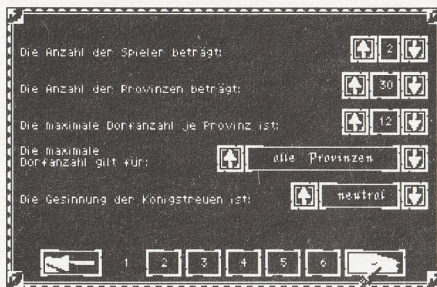 Die Anzahl der Spieler beträgt: 2
Die Anzahl der Provinzen beträgt: 30
Die maximale Dorfanzahl je Provinz ist: 12
Die maximale
Dorfanzahl gilt für: alle Provinzen
Die Gesinnung der Königstreuen ist: neutral
1 2 3 4 5 6